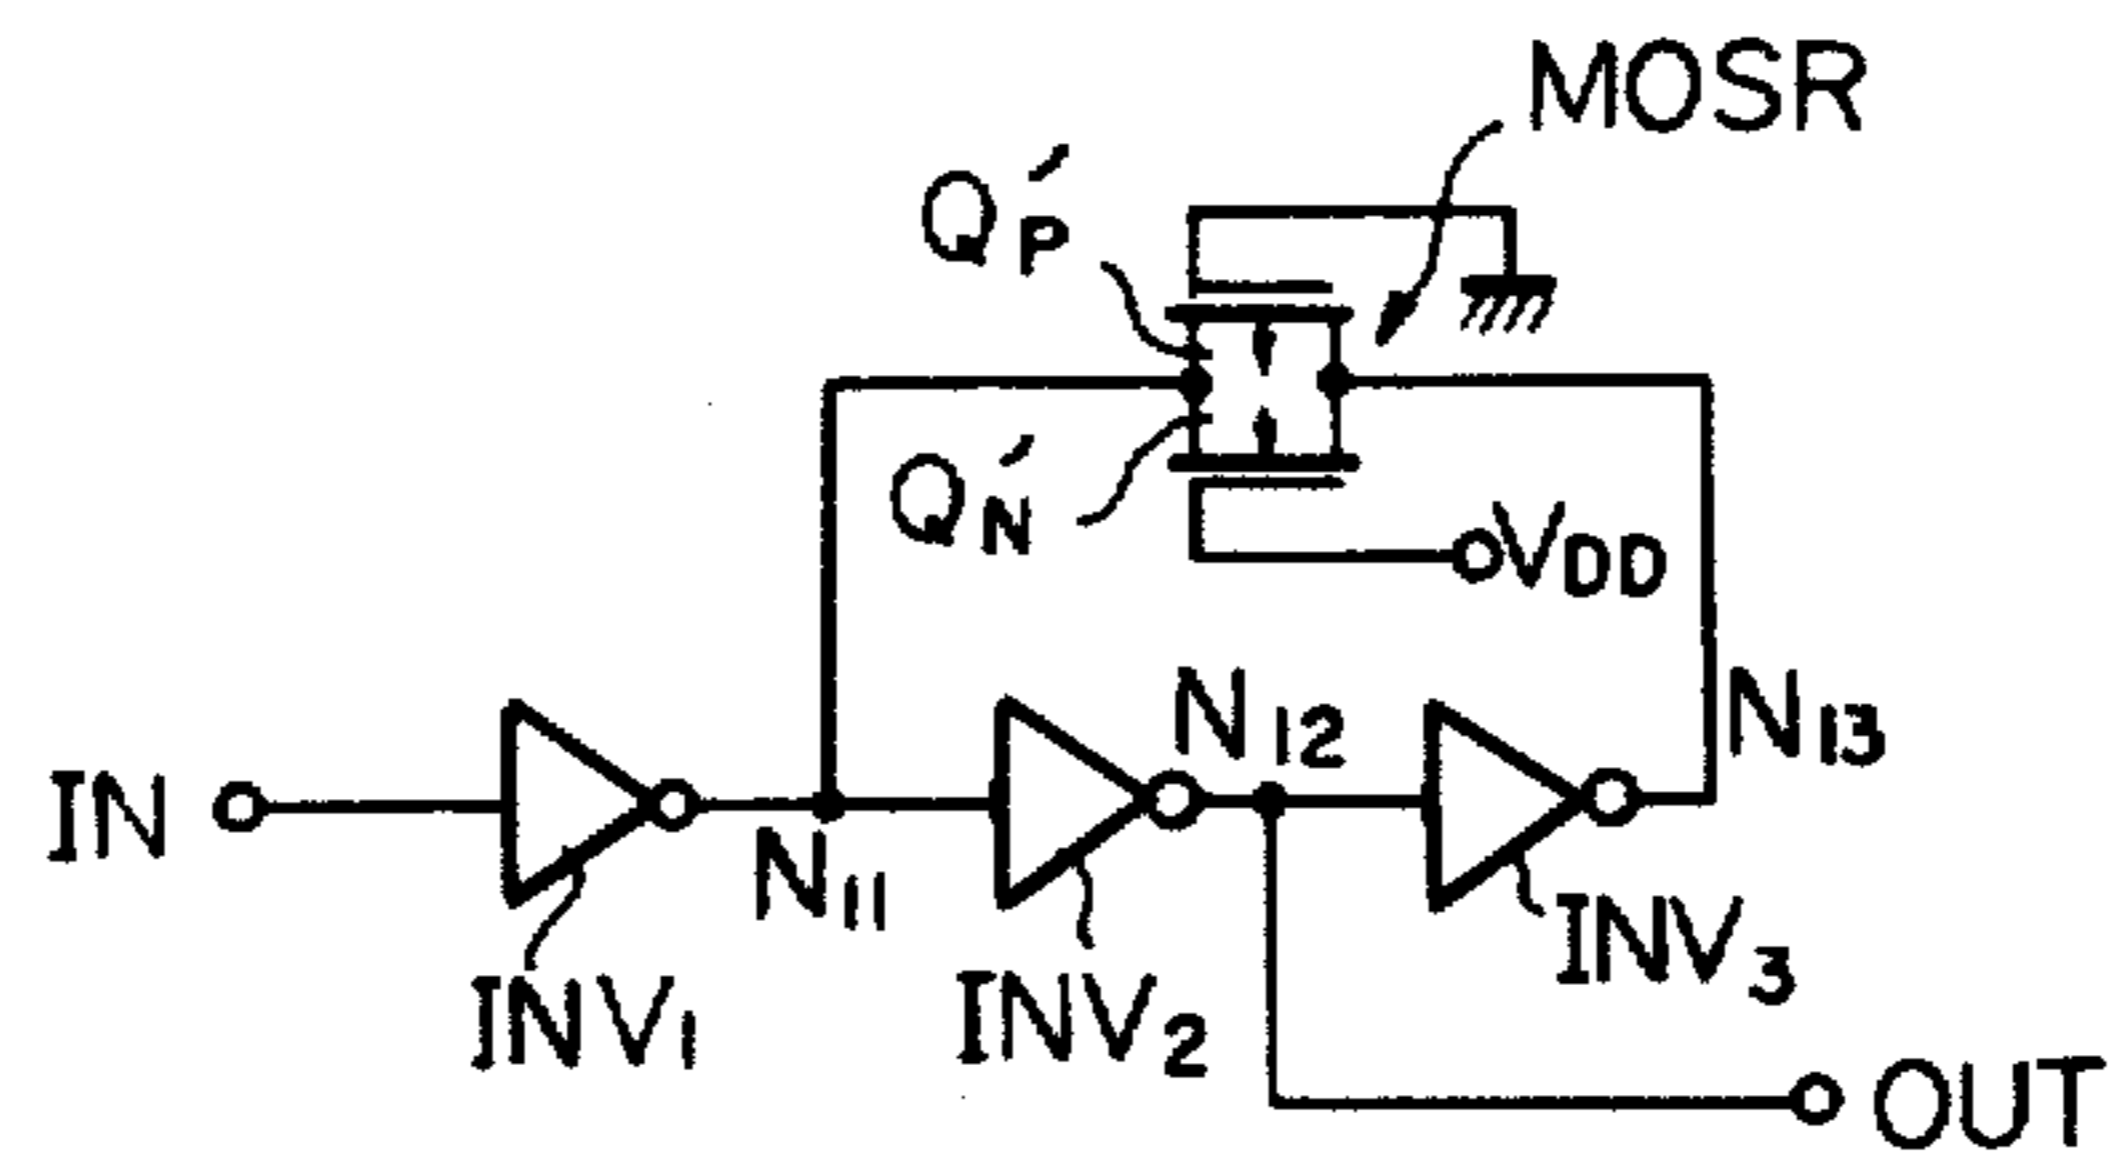 MOSR
Q'P
Q'N
VDD
N12
N13
IN
N11
INV1
INV2
INV3
OUT